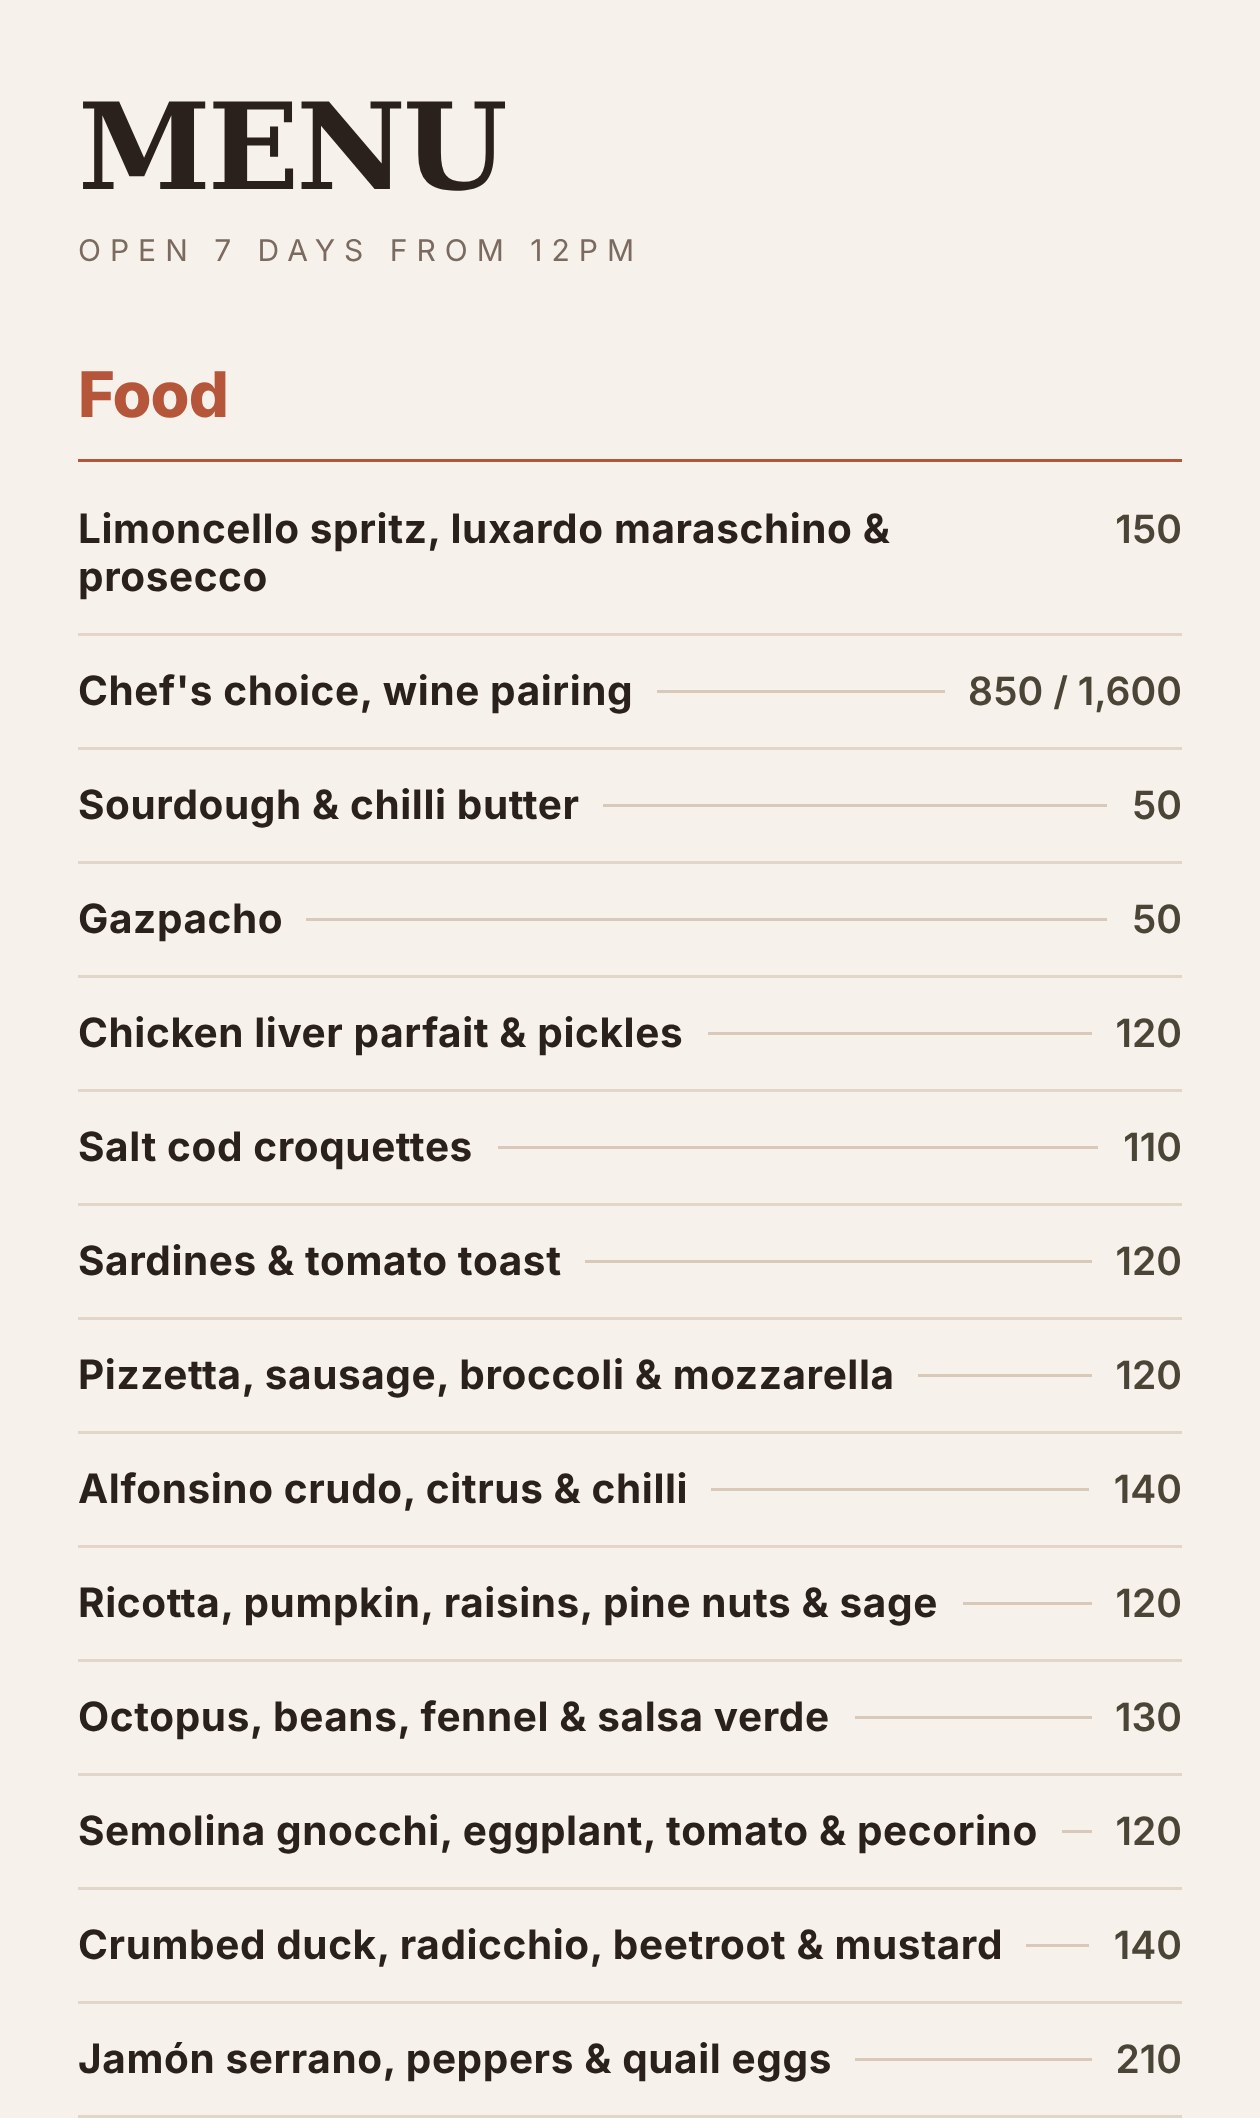 MENU
OPEN 7 DAYS FROM 12PM
Food
Limoncello spritz, luxardo maraschino & 150
prosecco
Chef's choice, wine pairing 850 / 1,600
Sourdough & chilli butter 50
Gazpacho 50
Chicken liver parfait & pickles 120
Salt cod croquettes 110
Sardines & tomato toast 120
Pizzetta, sausage, broccoli & mozzarella 120
Alfonsino crudo, citrus & chilli 140
Ricotta, pumpkin, raisins, pine nuts & sage 120
Octopus, beans, fennel & salsa verde 130
Semolina gnocchi, eggplant, tomato & pecorino 120
Crumbed duck, radicchio, beetroot & mustard 140
Jamón serrano, peppers & quail eggs 210